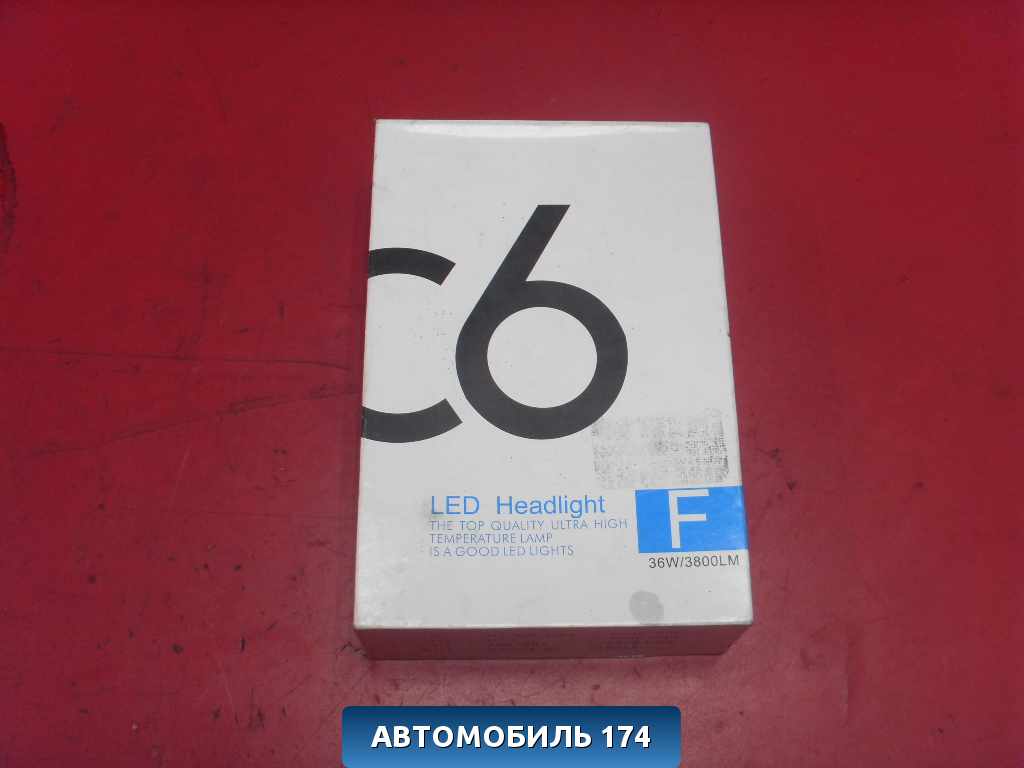 C6
LED Headlight
THE TOP QUALITY ULTRA HIGH
TEMPERATURE LAMP
IS A GOOD LED LIGHTS
F
36W/3800LM
АВТОМОБИЛЬ 174